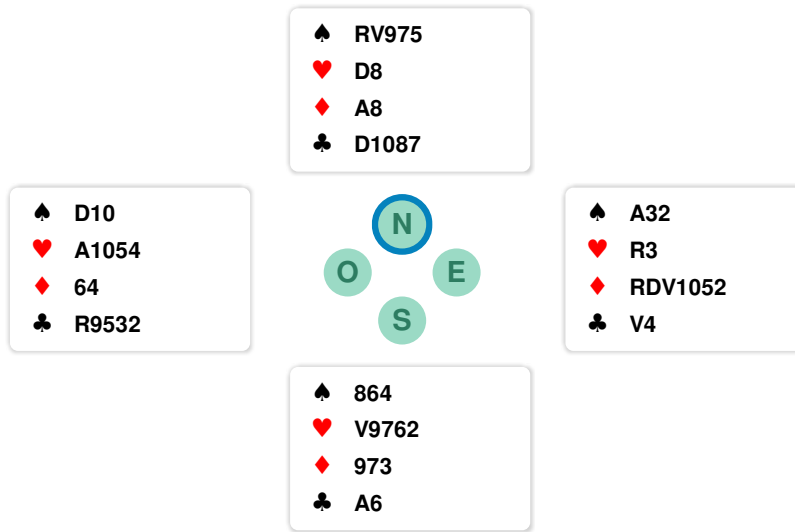 ♠ RV975
♥ D8
♦ A8
♣ D1087
♠ D10
♥ A1054
♦ 64
♣ R9532
N
O E
S
♠ A32
♥ R3
♦ RDV1052
♣ V4
♠ 864
♥ V9762
♦ 973
♣ A6